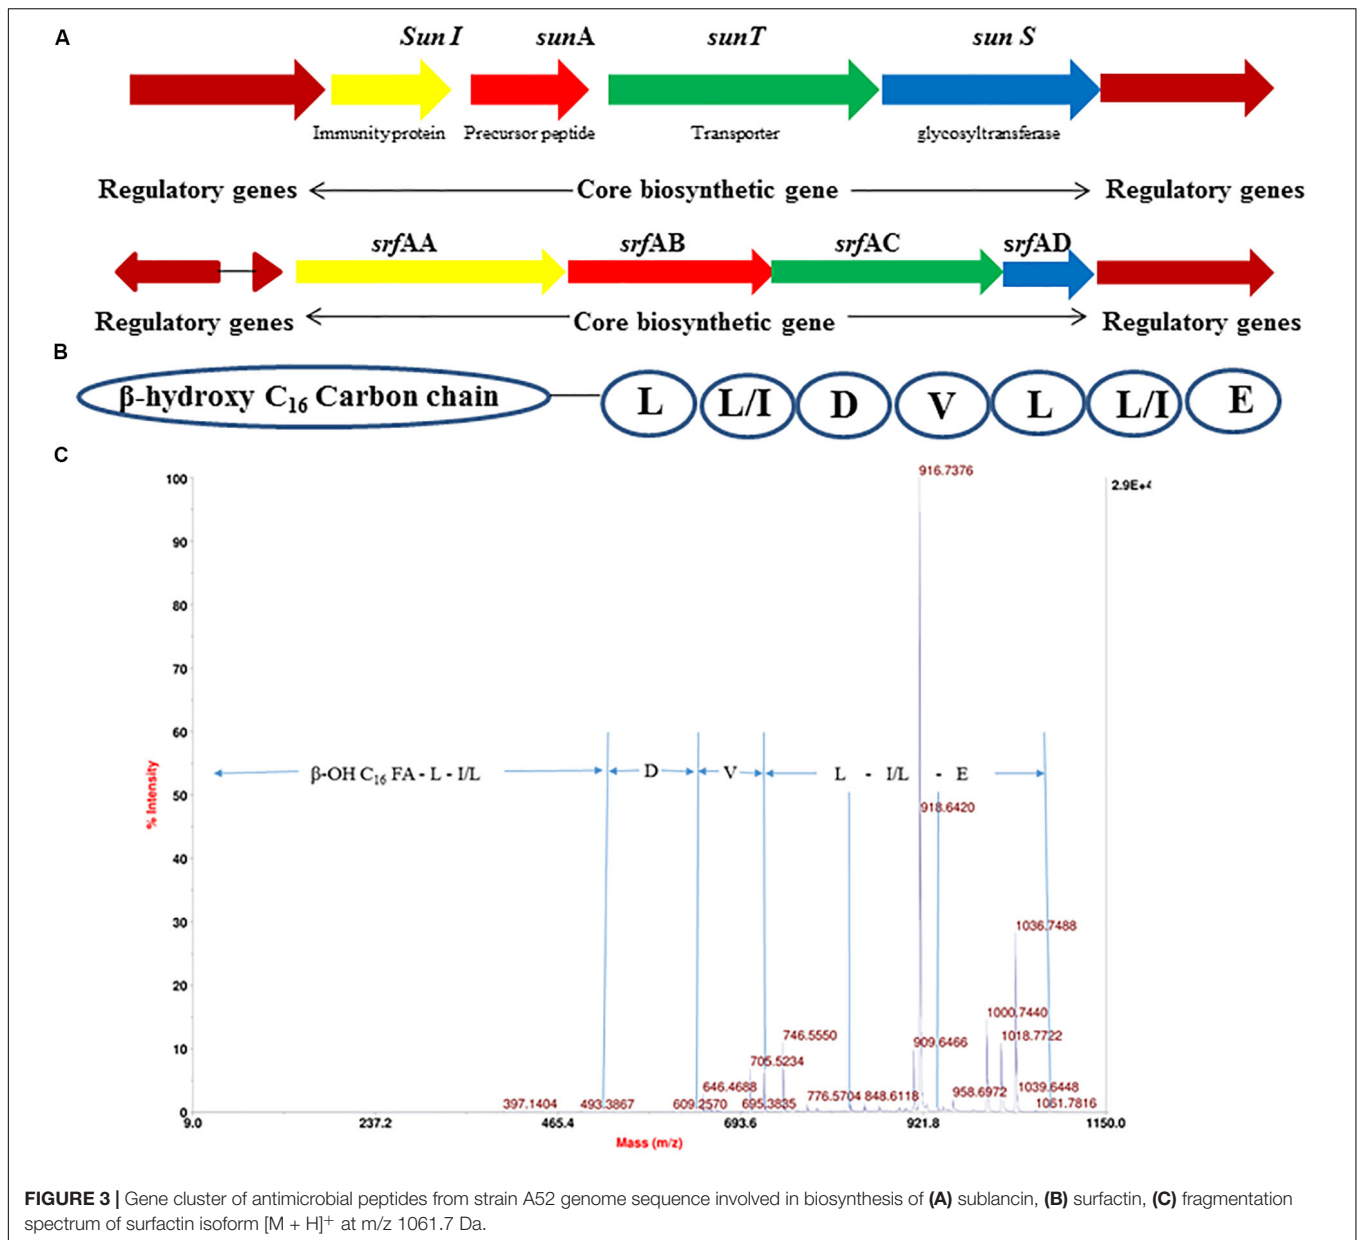 A
Sun I sunA sunT sun S
Immunityprotein Precursor peptide Transporter glycosyltransferase
Regulatory genes Core biosynthetic gene Regulatory genes
srfAA srfAB srfAC srfAD
Regulatory genes Core biosynthetic gene Regulatory genes
B
β-hydroxy C₁₆ Carbon chain L L/I D V L L/I E
C
916.7376
100
2.9E+4
90
80
70
60
β-OH C₁₆ FA - L - I/L D V L - I/L - E
% Intensity
50
918.6420
40
30
1036.7488
20
1000.7440
1018.7722
10
746.5550
909.6466
705.5234
646.4688
776.5704 848.6118
958.6972
1039.6448
397.1404 493.3867 609.2570 695.3835
1061.7816
0
9.0 237.2 465.4 693.6 921.8 1150.0
Mass (m/z)
FIGURE 3 | Gene cluster of antimicrobial peptides from strain A52 genome sequence involved in biosynthesis of (A) sublancin, (B) surfactin, (C) fragmentation
spectrum of surfactin isoform [M + H]⁺ at m/z 1061.7 Da.